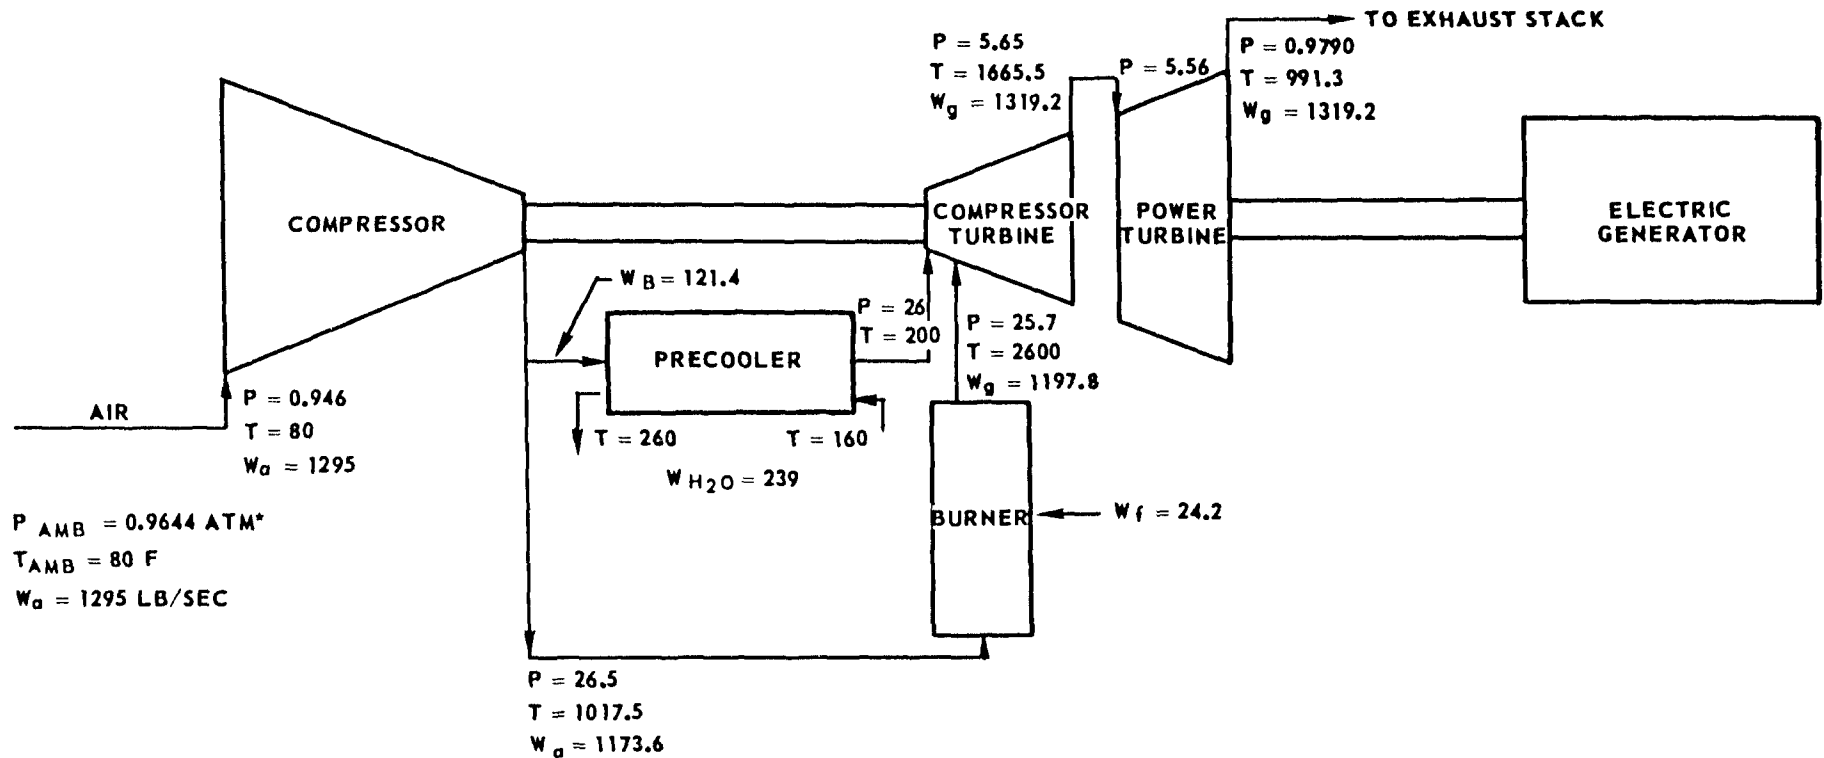 TO EXHAUST STACK
P = 5.65
T = 1665.5
Wg = 1319.2
P = 5.56
P = 0.9790
T = 991.3
Wg = 1319.2
COMPRESSOR
COMPRESSOR
TURBINE
POWER
TURBINE
ELECTRIC
GENERATOR
WB = 121.4
P = 26
T = 200
PRECOOLER
P = 25.7
T = 2600
Wg = 1197.8
AIR
P = 0.946
T = 80
Wa = 1295
T = 260
T = 160
WH2O = 239
P AMB = 0.9644 ATM*
TAMB = 80 F
Wa = 1295 LB/SEC
BURNER
Wf = 24.2
P = 26.5
T = 1017.5
Wa = 1173.6